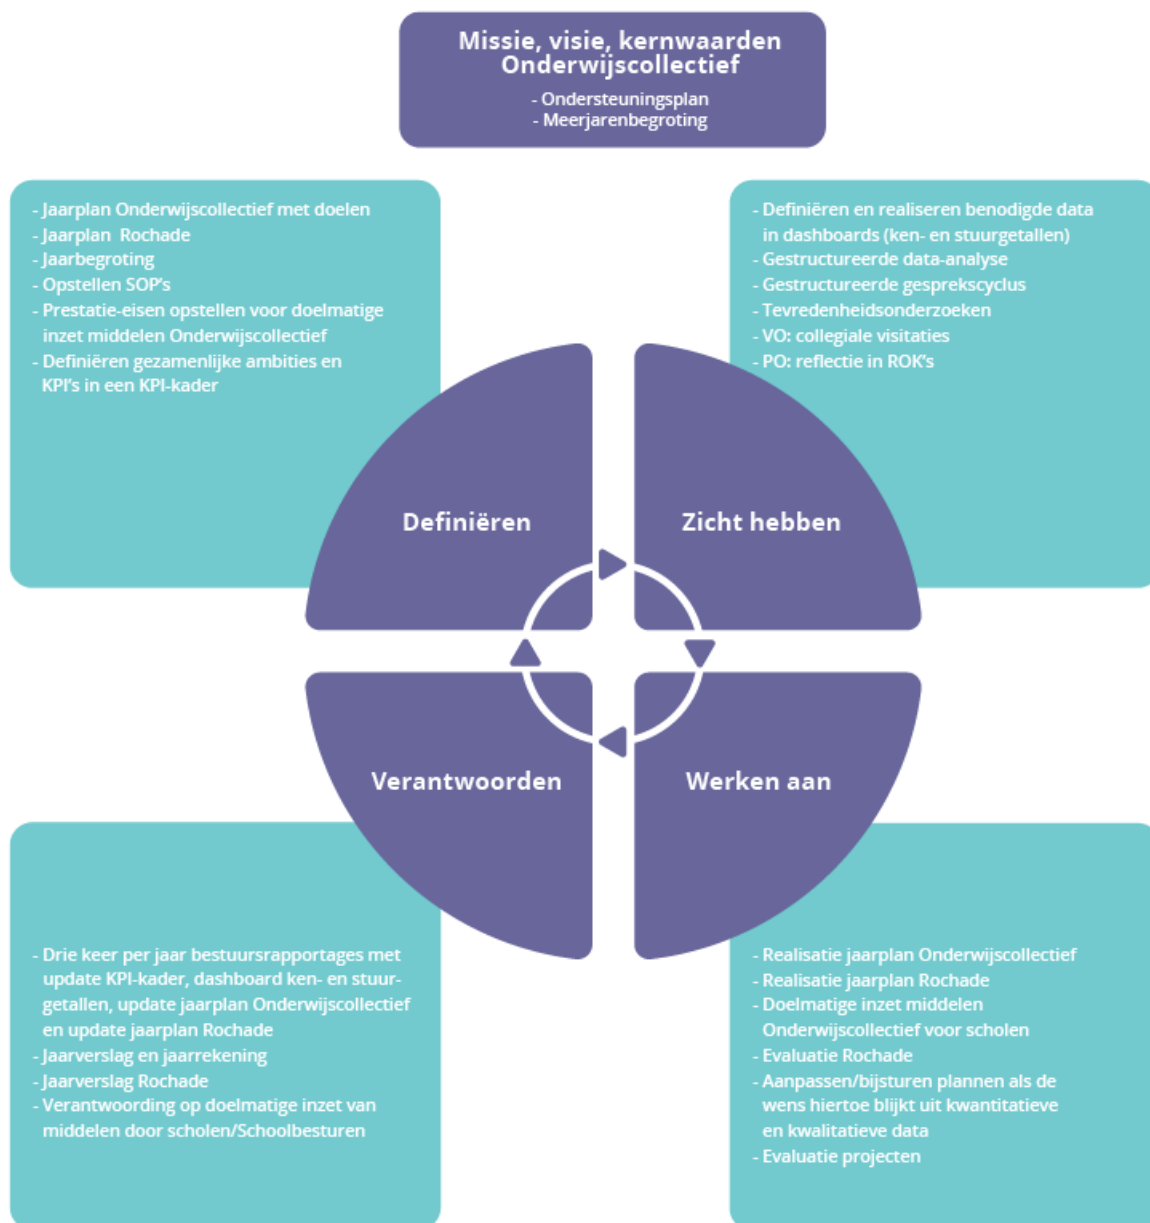 Missie, visie, kernwaarden
Onderwijscollectief
- Ondersteuningsplan
- Meerjarenbegroting
- Jaarplan Onderwijscollectief met doelen
- Jaarplan Rochade
- Jaarbegroting
- Opstellen SOP's
- Prestatie-eisen opstellen voor doelmatige
inzet middelen Onderwijscollectief
- Definiëren gezamenlijke ambities en
KPI's in een KPI-kader
- Definiëren en realiseren benodigde data
in dashboards (ken- en stuurgetallen)
- Gestructureerde data-analyse
- Gestructureerde gesprekscyclus
- Tevredenheidsonderzoeken
- VO: collegiale visitaties
- PO: reflectie in ROK's
Definiëren
Zicht hebben
Verantwoorden
Werken aan
- Drie keer per jaar bestuursrapportages met
update KPI-kader, dashboard ken- en stuur-
getallen, update jaarplan Onderwijscollectief
en update jaarplan Rochade
- Jaarverslag en jaarrekening
- Jaarverslag Rochade
- Verantwoording op doelmatige inzet van
middelen door scholen/Schoolbesturen
- Realisatie jaarplan Onderwijscollectief
- Realisatie jaarplan Rochade
- Doelmatige inzet middelen
Onderwijscollectief voor scholen
- Evaluatie Rochade
- Aanpassen/bijsturen plannen als de
wens hiertoe blijkt uit kwantitatieve
en kwalitatieve data
- Evaluatie projecten